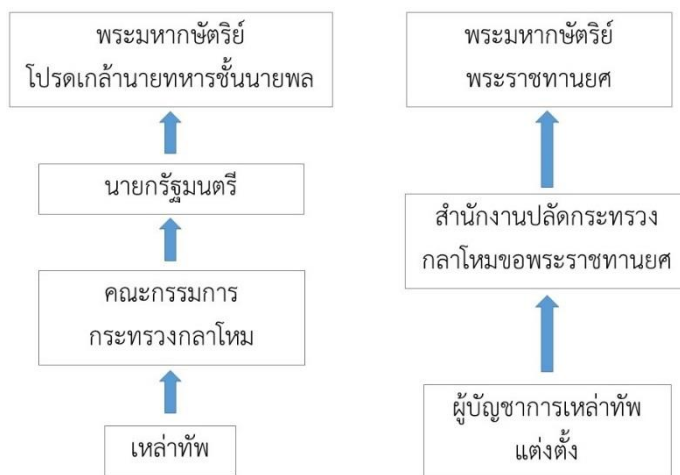 พระมหากษัตริย์
โปรดเกล้านายทหารชั้นนายพล
นายกรัฐมนตรี
คณะกรรมการ
กระทรวงกลาโหม
เหล่าทัพ
พระมหากษัตริย์
พระราชทานยศ
สำนักงานปลัดกระทรวง
กลาโหมขอพระราชทานยศ
ผู้บัญชาการเหล่าทัพ
แต่งตั้ง